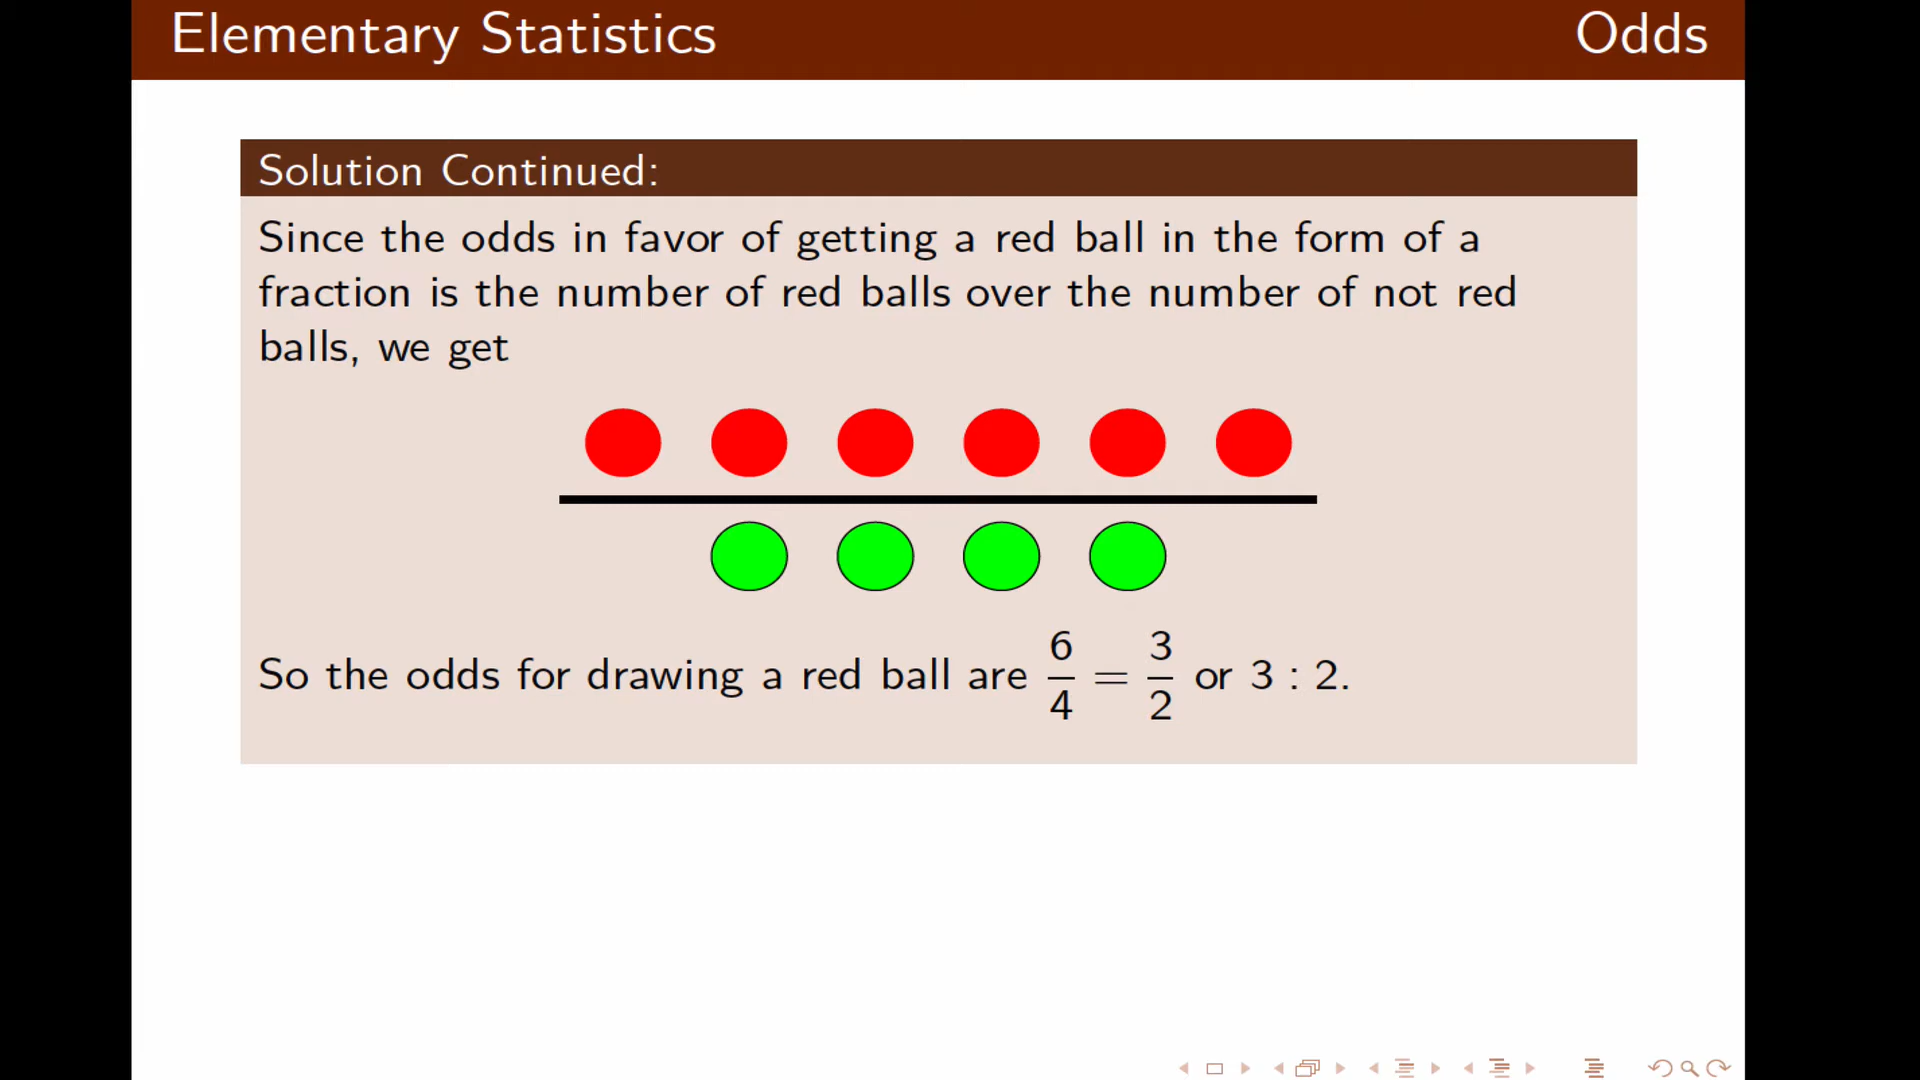 Elementary Statistics Odds
Solution Continued:
Since the odds in favor of getting a red ball in the form of a
fraction is the number of red balls over the number of not red
balls, we get
So the odds for drawing a red ball are 6/4 = 3/2 or 3 : 2.